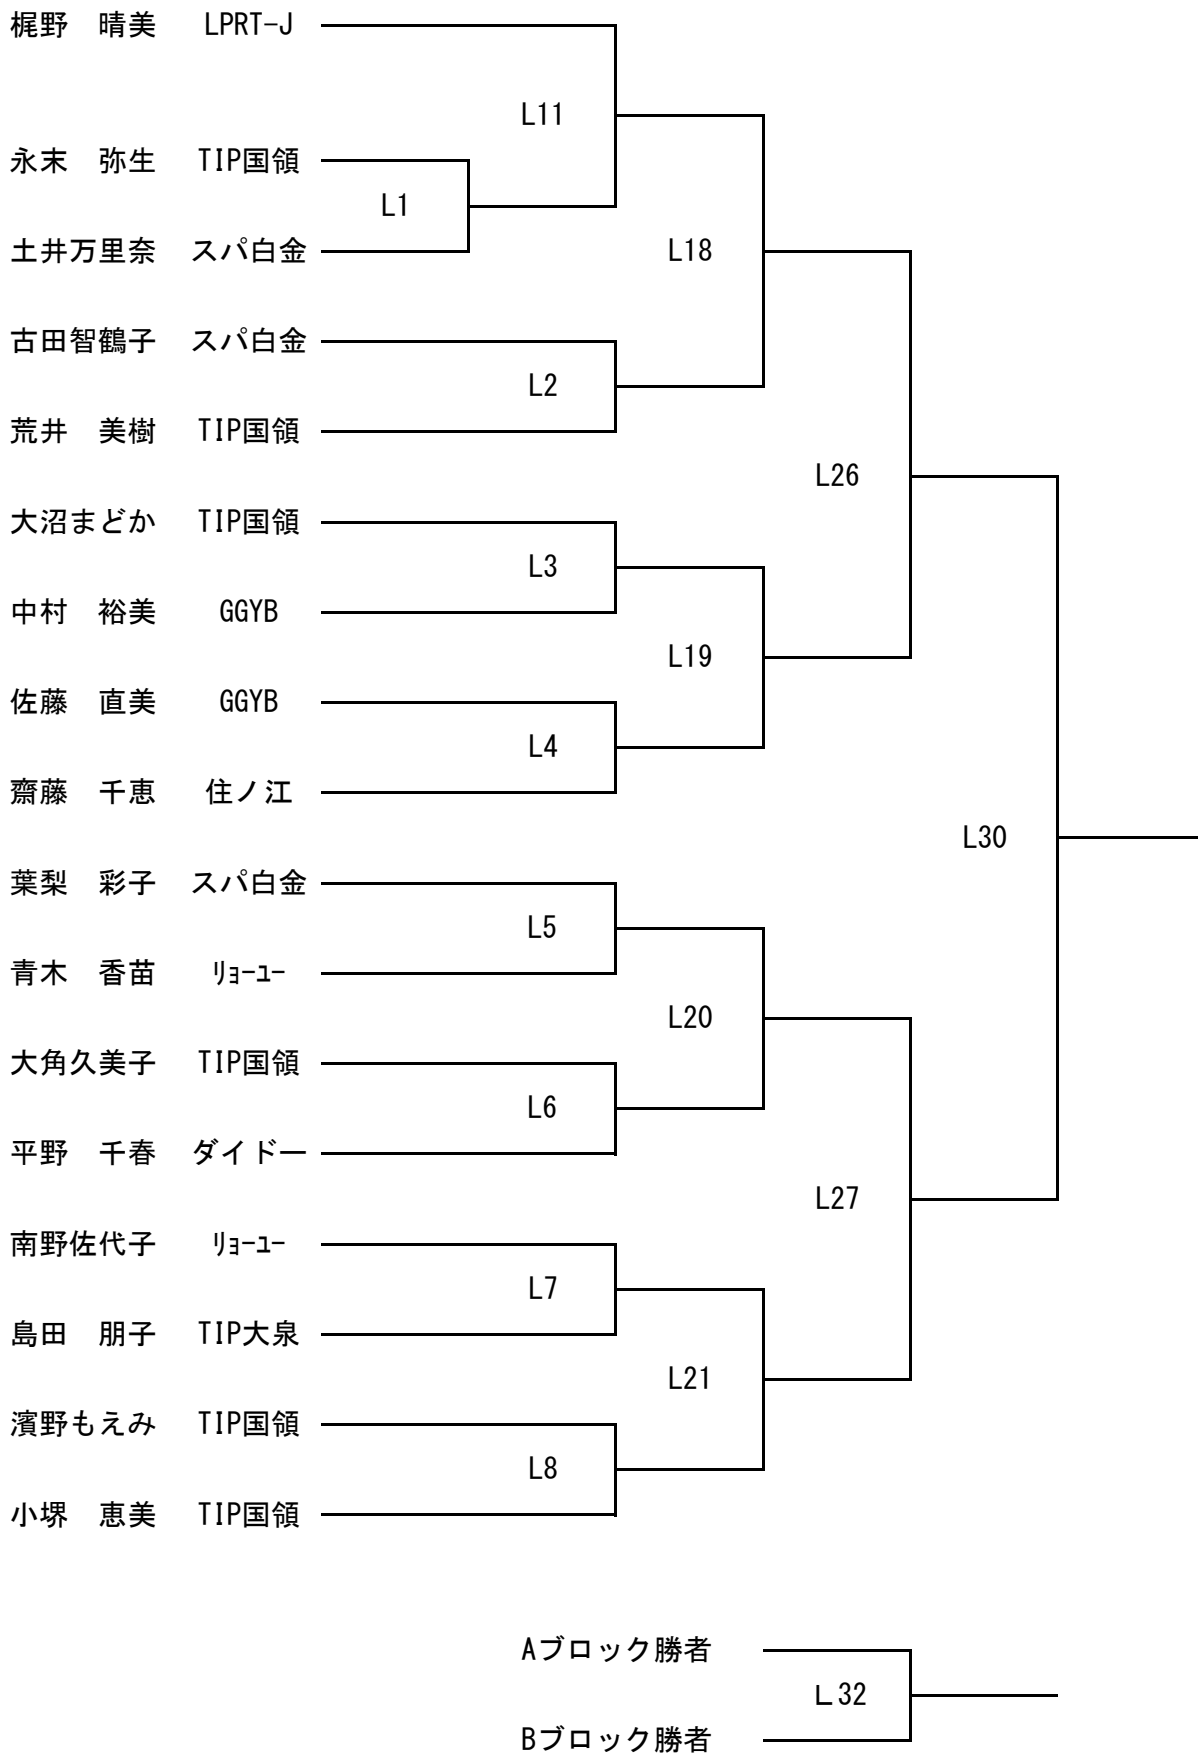 梶野　晴美　LPRT-J
L11
永末　弥生　TIP国領
L1
土井万里奈　スパ白金
L18
古田智鶴子　スパ白金
L2
荒井　美樹　TIP国領
L26
大沼まどか　TIP国領
L3
中村　裕美　GGYB
L19
佐藤　直美　GGYB
L4
齋藤　千恵　住ノ江
L30
葉梨　彩子　スパ白金
L5
青木　香苗　ﾘｮｰﾕｰ
L20
大角久美子　TIP国領
L6
平野　千春　ダイドー
L27
南野佐代子　ﾘｮｰﾕｰ
L7
島田　朋子　TIP大泉
L21
濱野もえみ　TIP国領
L8
小堺　恵美　TIP国領
Aブロック勝者
L32
Bブロック勝者